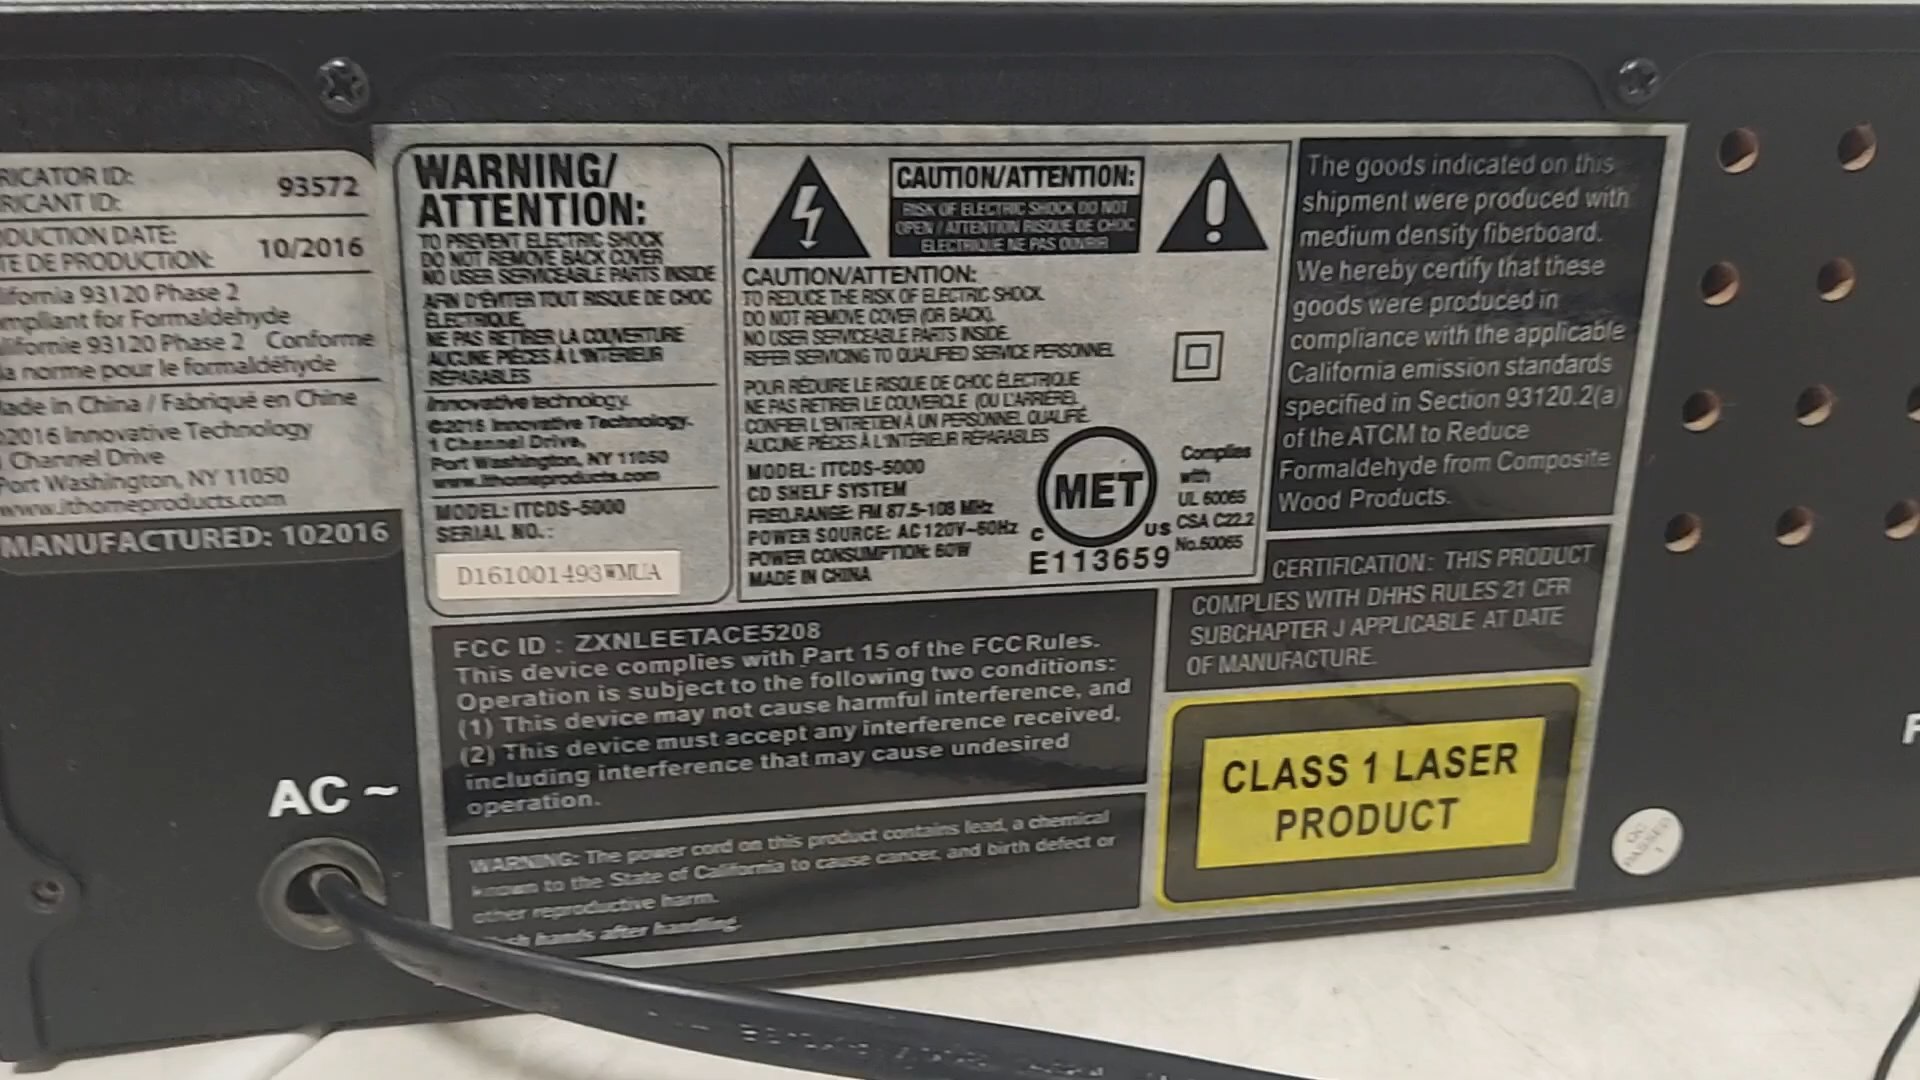 RICATOR ID:
RICANT ID:
93572
DUCTION DATE:
TE DE PRODUCTION:
10/2016
ifornia 93120 Phase 2
mpliant for Formaldehyde
lifornie 93120 Phase 2 Conforme
la norme pour le formaldéhyde
ade in China / Fabriqué en Chine
2016 Innovative Technology
Channel Drive
Port Washington, NY 11050
www.ithomeproducts.com
MANUFACTURED: 102016
AC ~
WARNING/
ATTENTION:
TO PREVENT ELECTRIC SHOCK
DO NOT REMOVE BACK COVER
NO USER SERVICEABLE PARTS INSIDE
AFIN D'ÉVITER TOUT RISQUE DE CHOC
ÉLECTRIQUE.
NE PAS RETIRER LA COUVERTURE
AUCUNE PIÈCES À L'INTERIEUR
RÉPARABLES
Innovative technology.
©2016 Innovative Technology.
1 Channel Drive,
Port Washington, NY 11050
www.ithomeproducts.com
MODEL: ITCDS-5000
SERIAL NO.:
D161001493WMUA
CAUTION/ATTENTION:
RISK OF ELECTRIC SHOCK DO NOT
OPEN / ATTENTION RISQUE DE CHOC
ELECTRIQUE NE PAS OUVRIR
CAUTION/ATTENTION:
TO REDUCE THE RISK OF ELECTRIC SHOCK.
DO NOT REMOVE COVER (OR BACK).
NO USER SERVICEABLE PARTS INSIDE.
REFER SERVICING TO QUALIFIED SERVICE PERSONNEL
POUR RÉDUIRE LE RISQUE DE CHOC ÉLECTRIQUE
NE PAS RETIRER LE COUVERCLE (OU L'ARRIÈRE).
CONFIER L'ENTRETIEN À UN PERSONNEL QUALIFIÉ.
AUCUNE PIÈCES À L'INTÉRIEUR RÉPARABLES
MODEL: ITCDS-5000
CD SHELF SYSTEM
FREQ.RANGE: FM 87.5-108 MHz
POWER SOURCE: AC 120V~60Hz
POWER CONSUMPTION: 60W
MADE IN CHINA
MET
C US
E113659
Complies
with
UL 60065
CSA C22.2
No.60065
The goods indicated on this
shipment were produced with
medium density fiberboard.
We hereby certify that these
goods were produced in
compliance with the applicable
California emission standards
specified in Section 93120.2(a)
of the ATCM to Reduce
Formaldehyde from Composite
Wood Products.
CERTIFICATION: THIS PRODUCT
COMPLIES WITH DHHS RULES 21 CFR
SUBCHAPTER J APPLICABLE AT DATE
OF MANUFACTURE.
FCC ID : ZXNLEETACE5208
This device complies with Part 15 of the FCC Rules.
Operation is subject to the following two conditions:
(1) This device may not cause harmful interference, and
(2) This device must accept any interference received,
including interference that may cause undesired
operation.
WARNING: The power cord on this product contains lead, a chemical
known to the State of California to cause cancer, and birth defect or
other reproductive harm.
hands after handling.
CLASS 1 LASER
PRODUCT
QC
PASSED
1